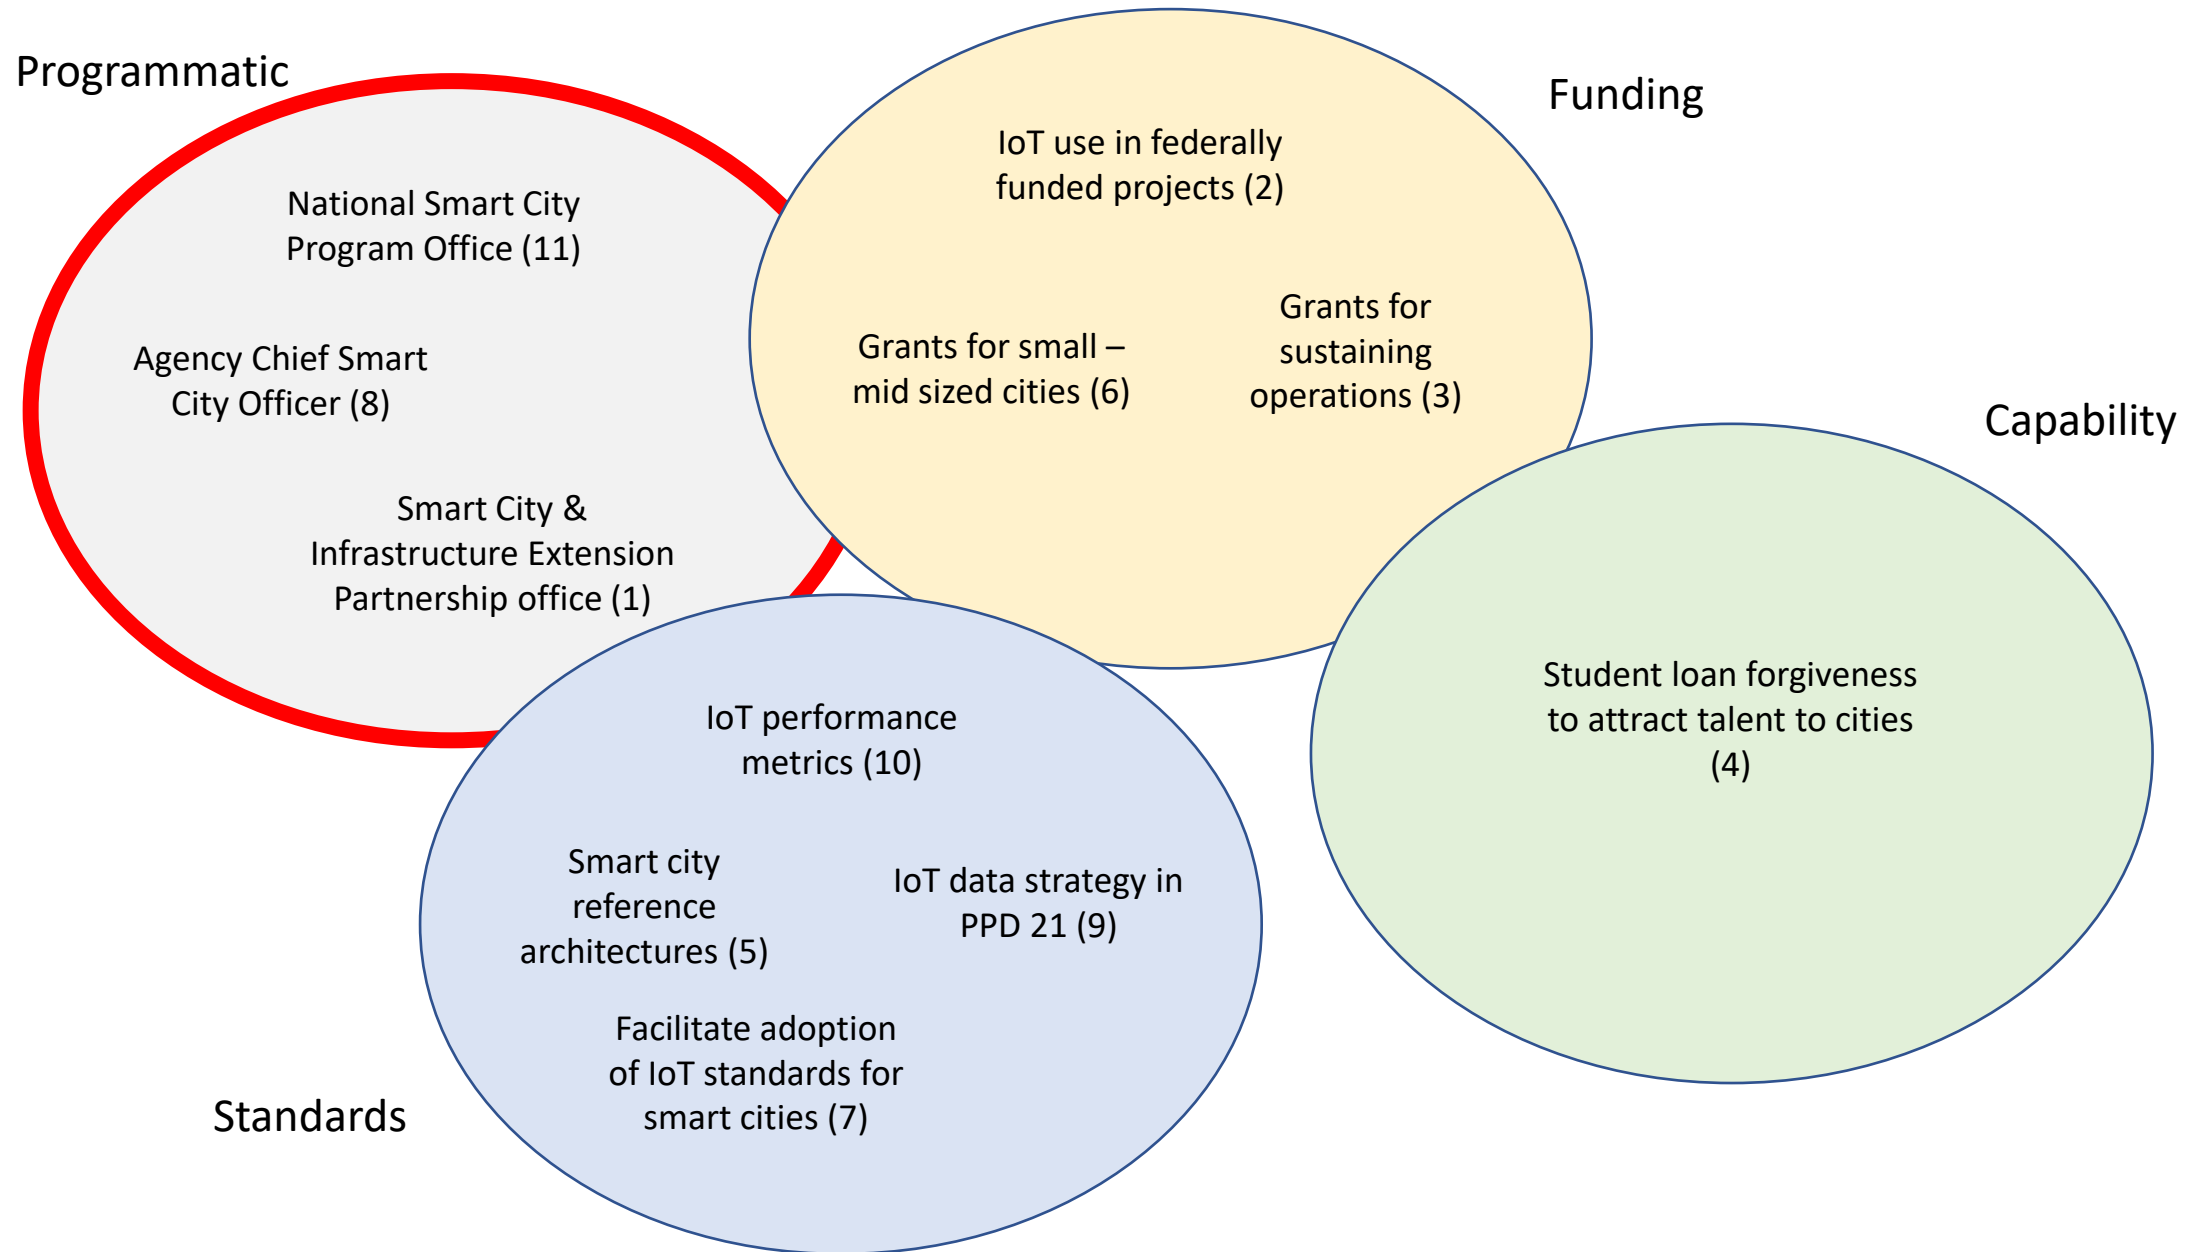 Programmatic
National Smart City
Program Office (11)
Agency Chief Smart
City Officer (8)
Smart City &
Infrastructure Extension
Partnership office (1)
Funding
IoT use in federally
funded projects (2)
Grants for small –
mid sized cities (6)
Grants for
sustaining
operations (3)
Capability
Student loan forgiveness
to attract talent to cities
(4)
Standards
IoT performance
metrics (10)
Smart city
reference
architectures (5)
IoT data strategy in
PPD 21 (9)
Facilitate adoption
of IoT standards for
smart cities (7)